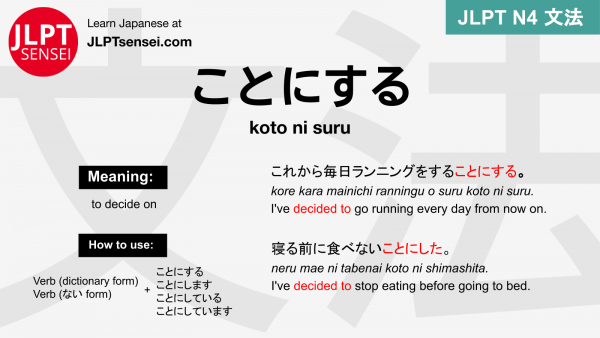 JLPT
SENSEI
Learn Japanese at
JLPTsensei.com
JLPT N4 文法
文法
ことにする
koto ni suru
Meaning:
to decide on
How to use:
Verb (dictionary form)
Verb (ない form)
+
ことにする
ことにします
ことにしている
ことにしています
これから毎日ランニングをすることにする。
kore kara mainichi ranningu o suru koto ni suru.
I've decided to go running every day from now on.
寝る前に食べないことにした。
neru mae ni tabenai koto ni shimashita.
I've decided to stop eating before going to bed.